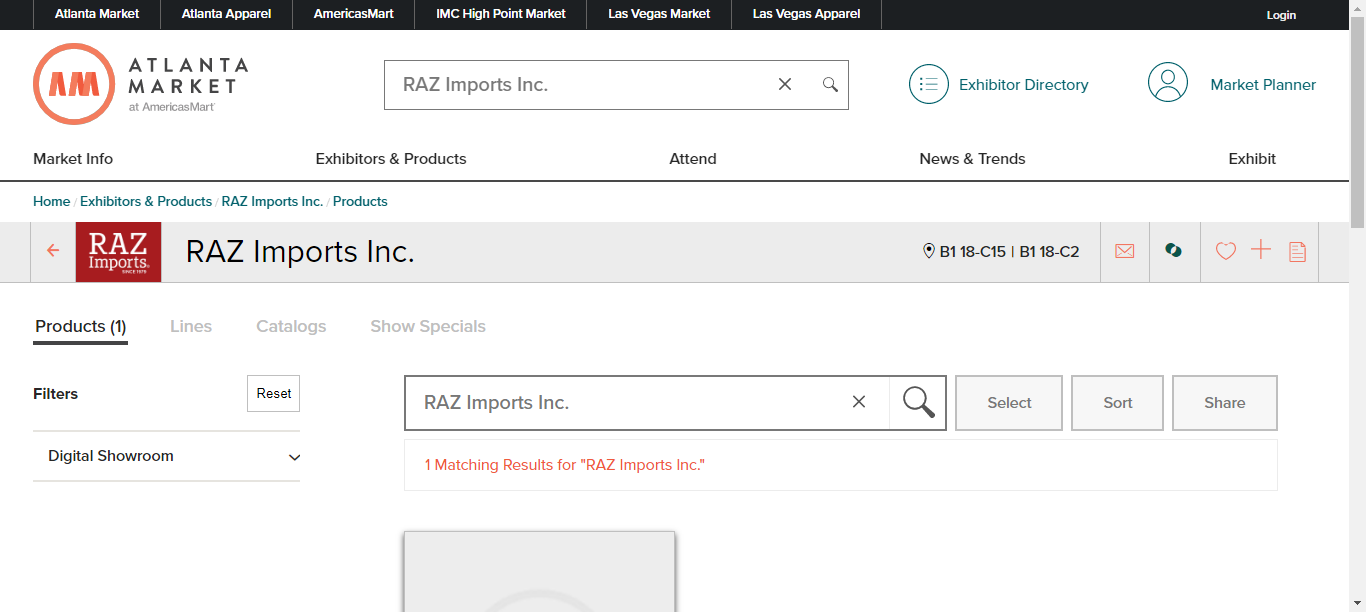 Atlanta Market
Atlanta Apparel
AmericasMart
IMC High Point Market
Las Vegas Market
Las Vegas Apparel
Login
ATLANTA
MARKET
at AmericasMart
RAZ Imports Inc.
Exhibitor Directory
Market Planner
Market Info
Exhibitors & Products
Attend
News & Trends
Exhibit
Home / Exhibitors & Products / RAZ Imports Inc. / Products
RAZ
Imports
SINCE 1975
RAZ Imports Inc.
B1 18-C15 | B1 18-C2
Products (1)
Lines
Catalogs
Show Specials
Filters
Reset
RAZ Imports Inc.
Select
Sort
Share
Digital Showroom
1 Matching Results for "RAZ Imports Inc."